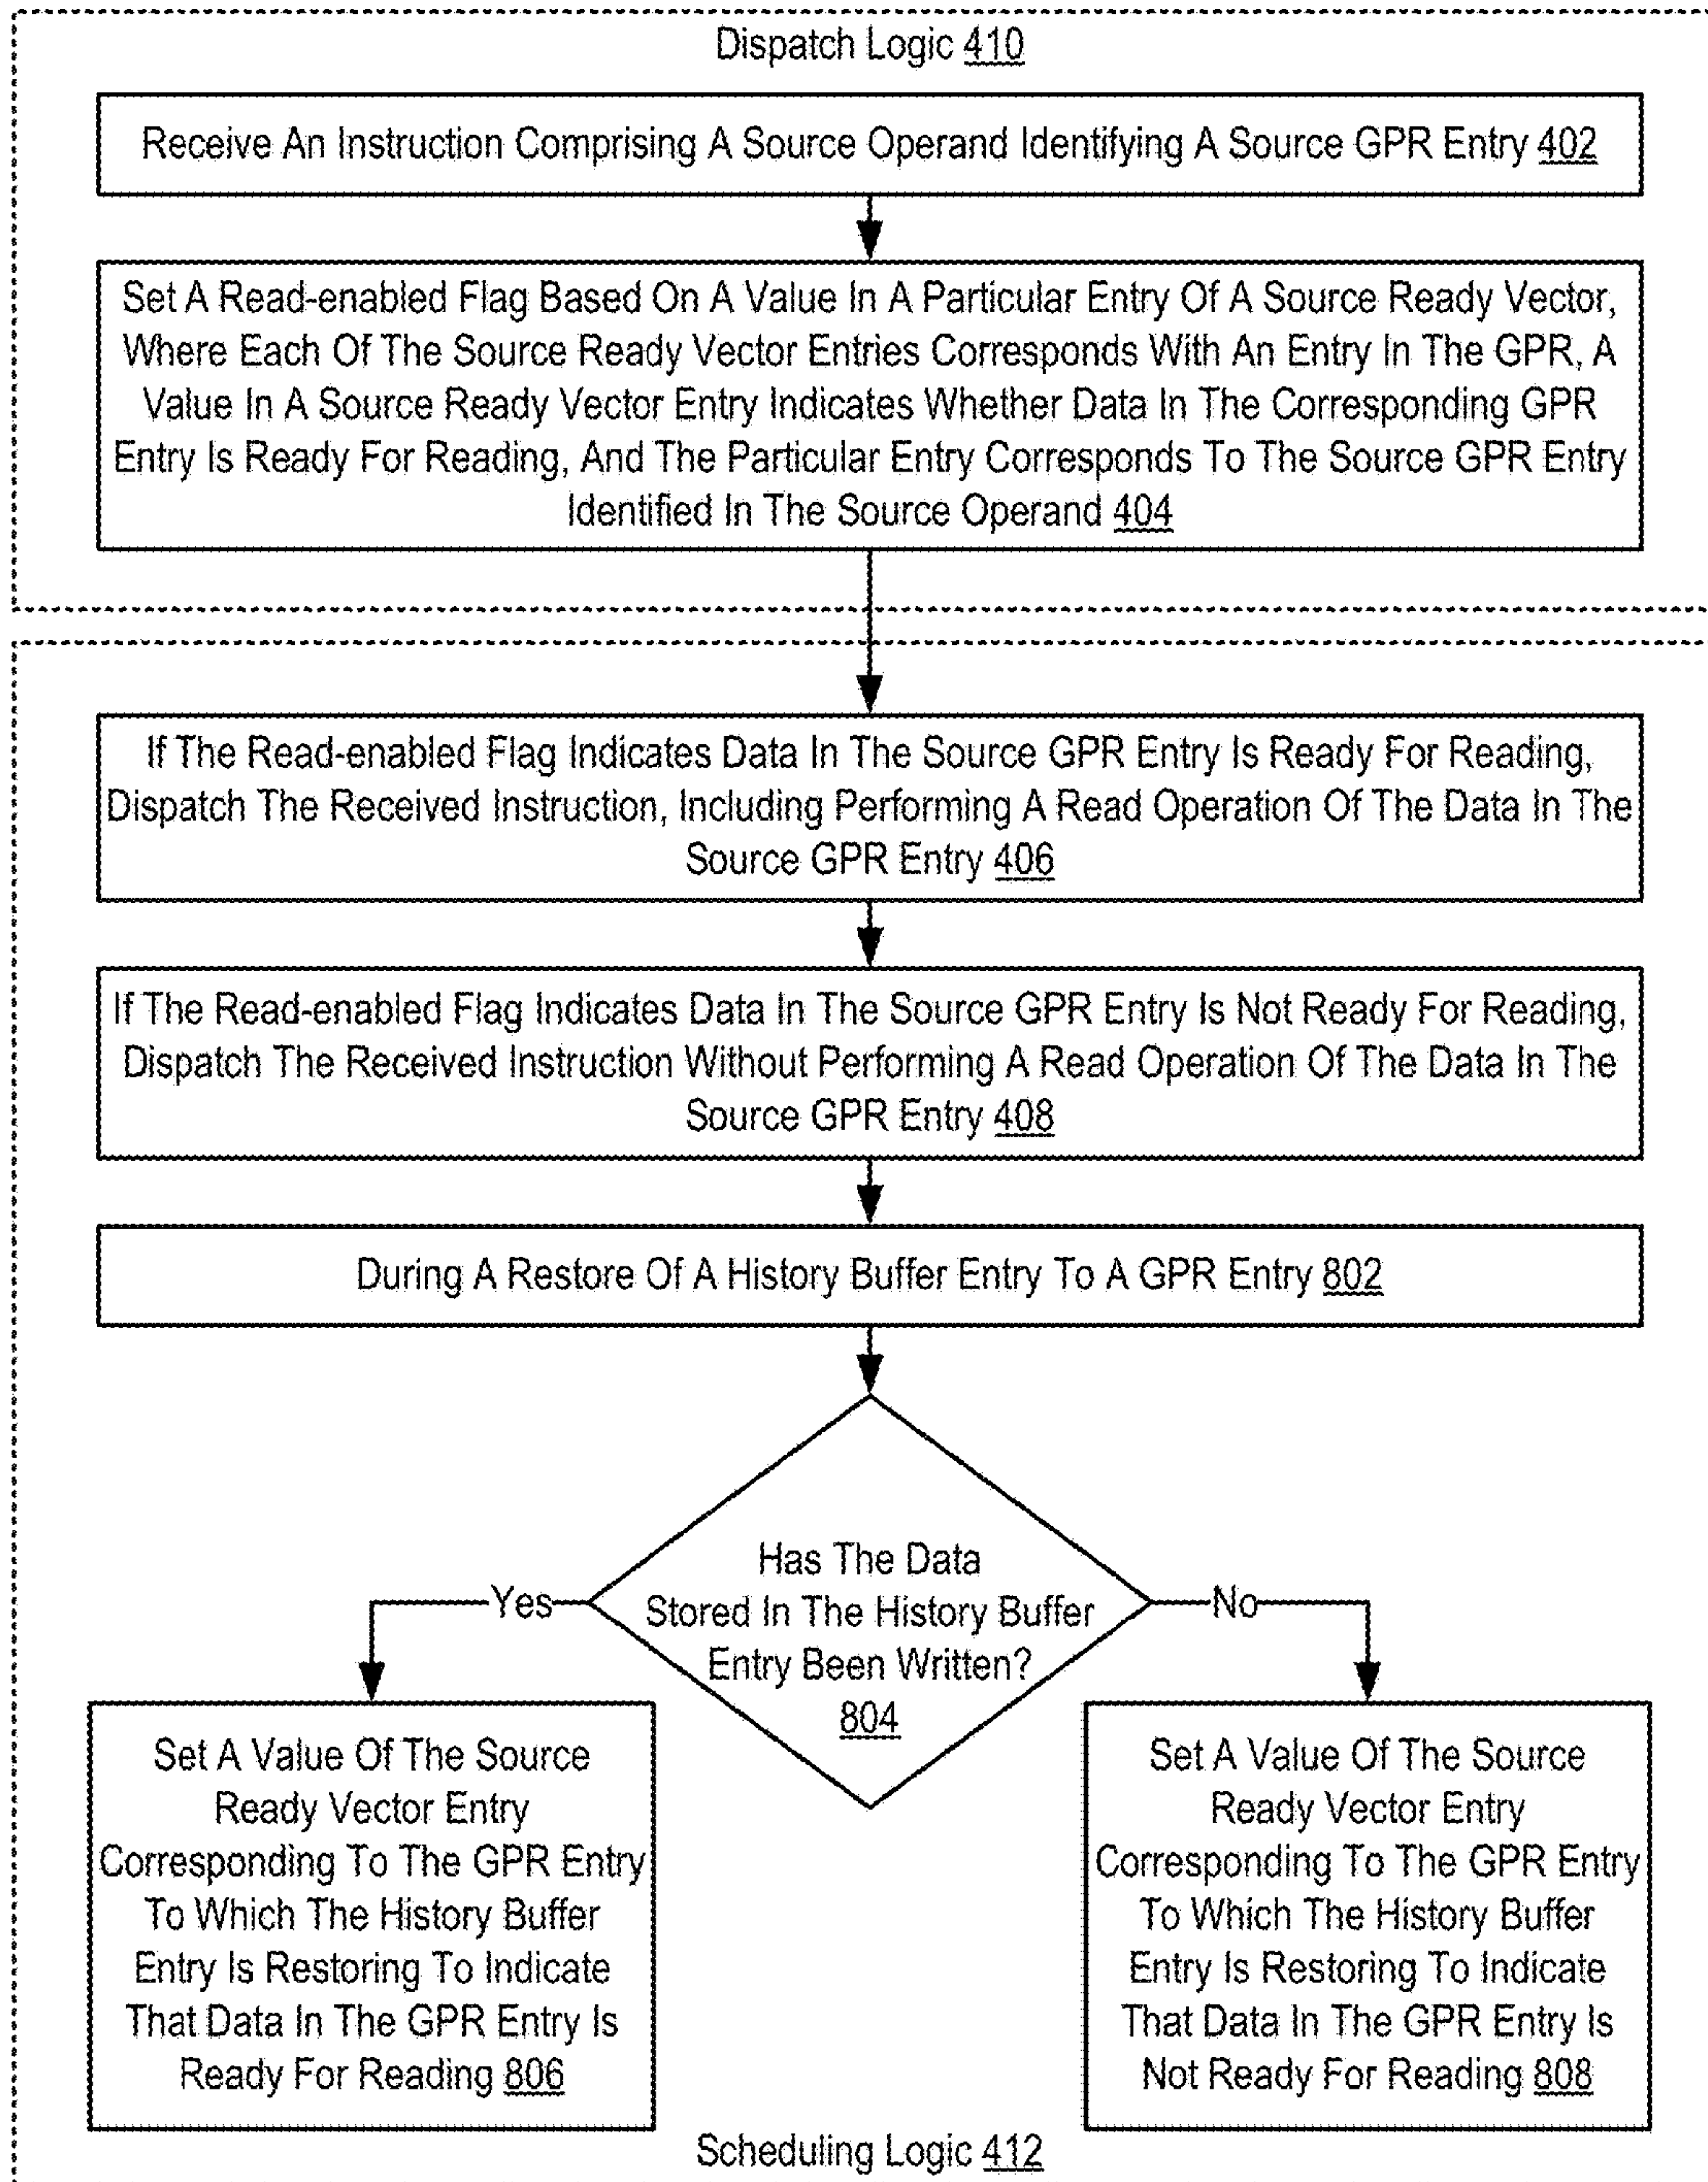 Dispatch Logic 410
Receive An Instruction Comprising A Source Operand Identifying A Source GPR Entry 402
Set A Read-enabled Flag Based On A Value In A Particular Entry Of A Source Ready Vector,
Where Each Of The Source Ready Vector Entries Corresponds With An Entry In The GPR, A
Value In A Source Ready Vector Entry Indicates Whether Data In The Corresponding GPR
Entry Is Ready For Reading, And The Particular Entry Corresponds To The Source GPR Entry
Identified In The Source Operand 404
If The Read-enabled Flag Indicates Data In The Source GPR Entry Is Ready For Reading,
Dispatch The Received Instruction, Including Performing A Read Operation Of The Data In The
Source GPR Entry 406
If The Read-enabled Flag Indicates Data In The Source GPR Entry Is Not Ready For Reading,
Dispatch The Received Instruction Without Performing A Read Operation Of The Data In The
Source GPR Entry 408
During A Restore Of A History Buffer Entry To A GPR Entry 802
Has The Data
Stored In The History Buffer
Entry Been Written?
804
Yes
No
Set A Value Of The Source
Ready Vector Entry
Corresponding To The GPR Entry
To Which The History Buffer
Entry Is Restoring To Indicate
That Data In The GPR Entry Is
Ready For Reading 806
Set A Value Of The Source
Ready Vector Entry
Corresponding To The GPR Entry
To Which The History Buffer
Entry Is Restoring To Indicate
That Data In The GPR Entry Is
Not Ready For Reading 808
Scheduling Logic 412